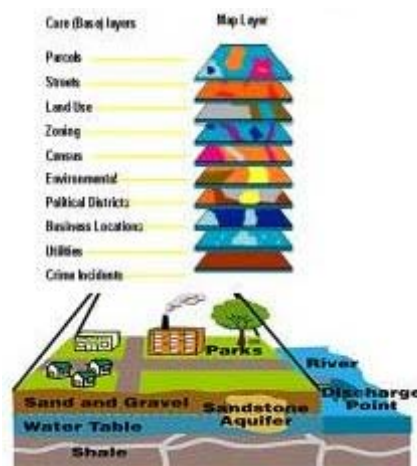 Core (Base) layers
Map Layer
Parcels
Streets
Land Use
Zoning
Census
Environmental
Political Districts
Business Locations
Utilities
Crime Incidents
Parks
River
Sand and Gravel
Sandstone
Aquifer
Discharge
Point
Water Table
Shale